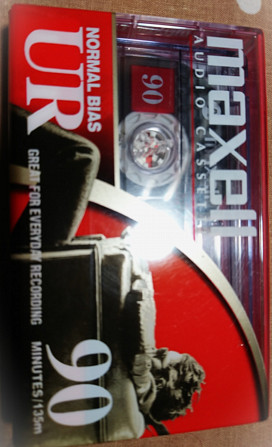 maxell
AUDIO CASSETTE
90
NORMAL BIAS
UR
GREAT FOR EVERYDAY RECORDING
90
MINUTES/135m